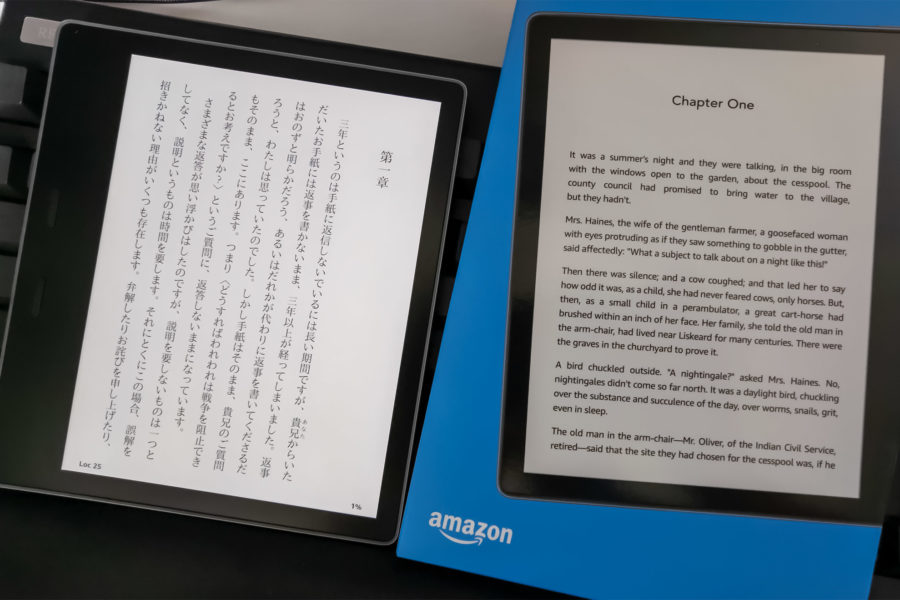 第一章
三年というのは手紙に返信しないでいるには長い期間ですが、貴兄からいた
だいたお手紙には返事を書かないまま、三年以上が経ってしまいました。返事
はおのずと明らかだろう、あるいはだれかが代わりに返事を書いてくださるだ
ろうと、わたしは思っていたのでした。しかし手紙はそのまま、貴兄のご質問
もそのまま、ここにあります。つまり〈どうすればわれわれは戦争を阻止でき
るとお考えですか?〉というご質問に、返答しないままになっています。
さまざまな返答が思い浮かびはしたのですが、説明を要しないものは一つと
してなく、説明というものは時間を要します。それにとくにこの場合、誤解を
招きかねない理由がいくつも存在します。弁解したりお詫びを申し上げたり、
Loc 25
1%
Chapter One
It was a summer's night and they were talking, in the big room
with the windows open to the garden, about the cesspool. The
county council had promised to bring water to the village,
but they hadn't.
Mrs. Haines, the wife of the gentleman farmer, a goosefaced woman
with eyes protruding as if they saw something to gobble in the gutter,
said affectedly: "What a subject to talk about on a night like this!"
Then there was silence; and a cow coughed; and that led her to say
how odd it was, as a child, she had never feared cows, only horses. But,
then, as a small child in a perambulator, a great cart-horse had
brushed within an inch of her face. Her family, she told the old man in
the arm-chair, had lived near Liskeard for many centuries. There were
the graves in the churchyard to prove it.
A bird chuckled outside. "A nightingale?" asked Mrs. Haines. No,
nightingales didn't come so far north. It was a daylight bird, chuckling
over the substance and succulence of the day, over worms, snails, grit,
even in sleep.
The old man in the arm-chair—Mr. Oliver, of the Indian Civil Service,
retired—said that the site they had chosen for the cesspool was, if he
amazon